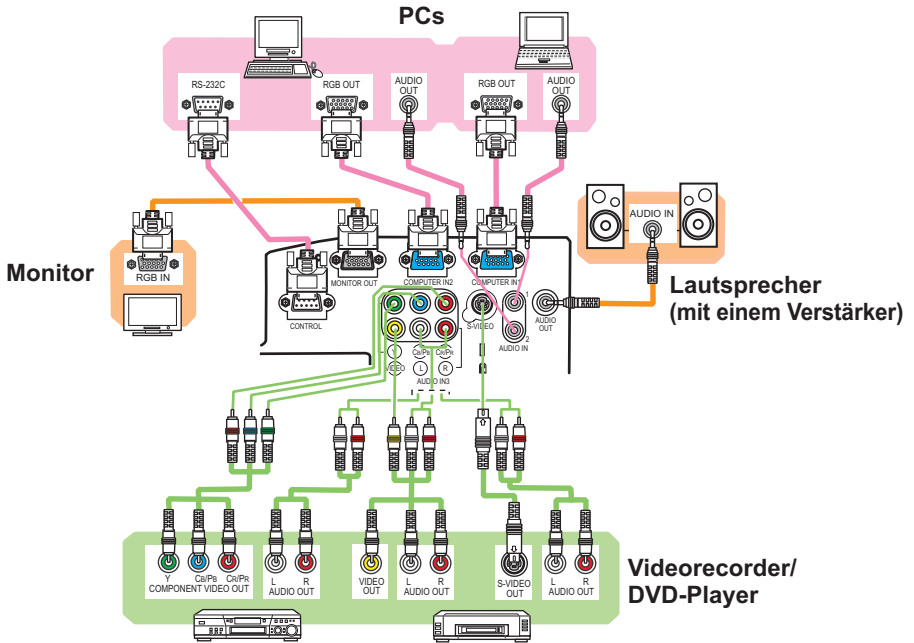 PCs
RS-232C
RGB OUT
AUDIO
OUT
RGB OUT
AUDIO
OUT
AUDIO IN
Monitor
RGB IN
Lautsprecher
(mit einem Verstärker)
MONITOR OUT
COMPUTER IN2
COMPUTER IN1
CONTROL
S-VIDEO
1
2
AUDIO IN
AUDIO
OUT
Y
CB/PB
CR/PR
VIDEO
L
R
AUDIO IN3
Videorecorder/
DVD-Player
Y
CB/PB
CR/PR
COMPONENT VIDEO OUT
L
R
AUDIO OUT
VIDEO
OUT
L
R
AUDIO OUT
S-VIDEO
OUT
L
R
AUDIO OUT